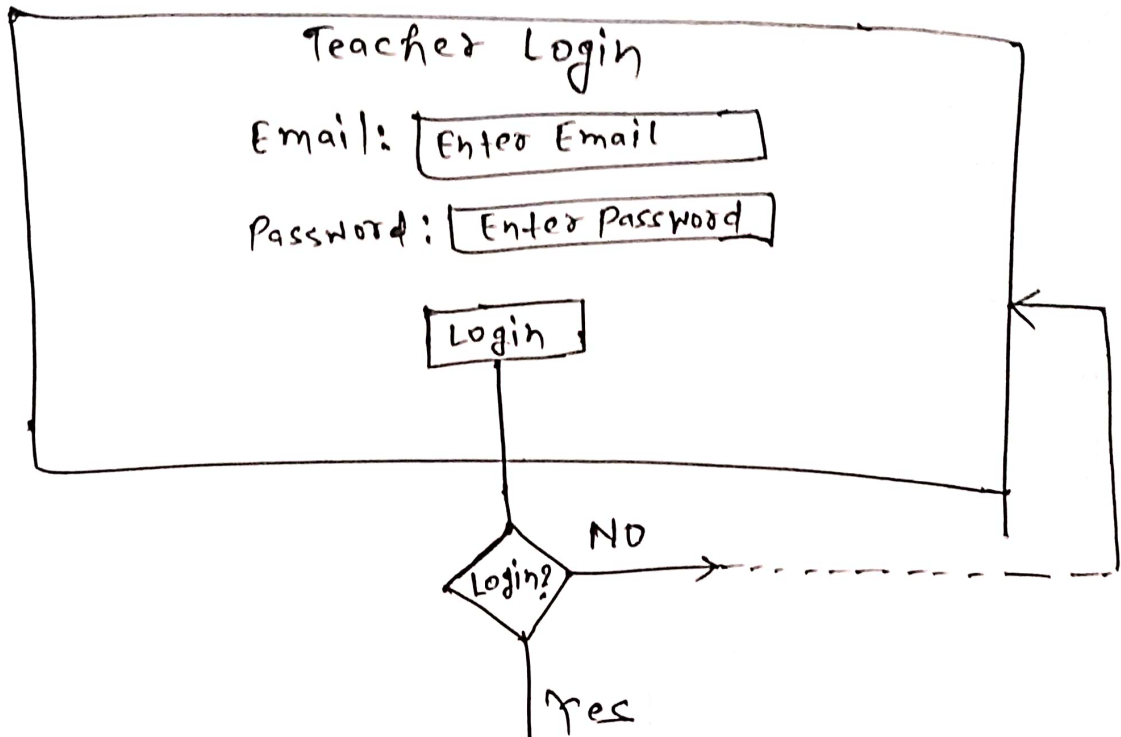 Teacher Login
Email: Enter Email
Password: Enter Password
Login
NO
Login?
Yes